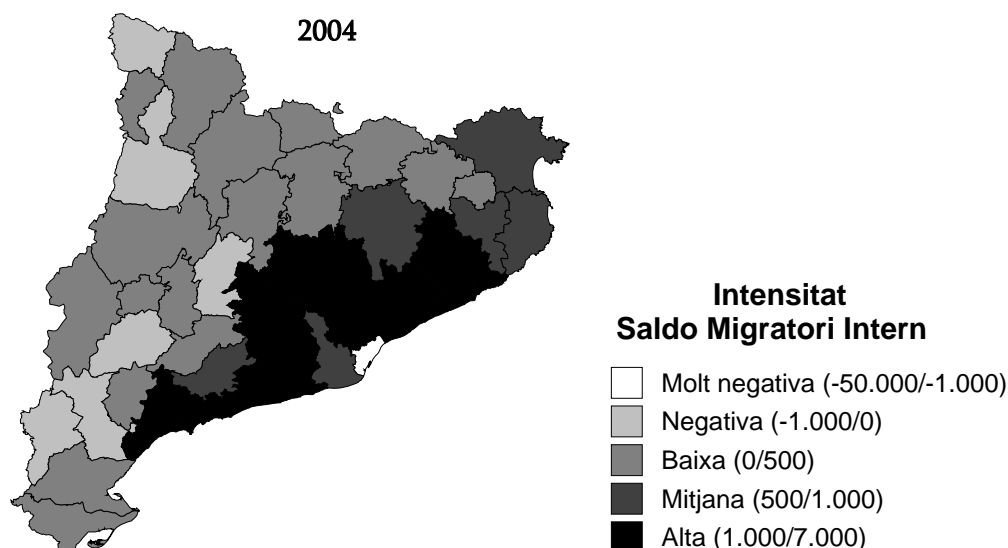 2004
Intensitat
Saldo Migratori Intern
Molt negativa (-50.000/-1.000)
Negativa (-1.000/0)
Baixa (0/500)
Mitjana (500/1.000)
Alta (1.000/7.000)